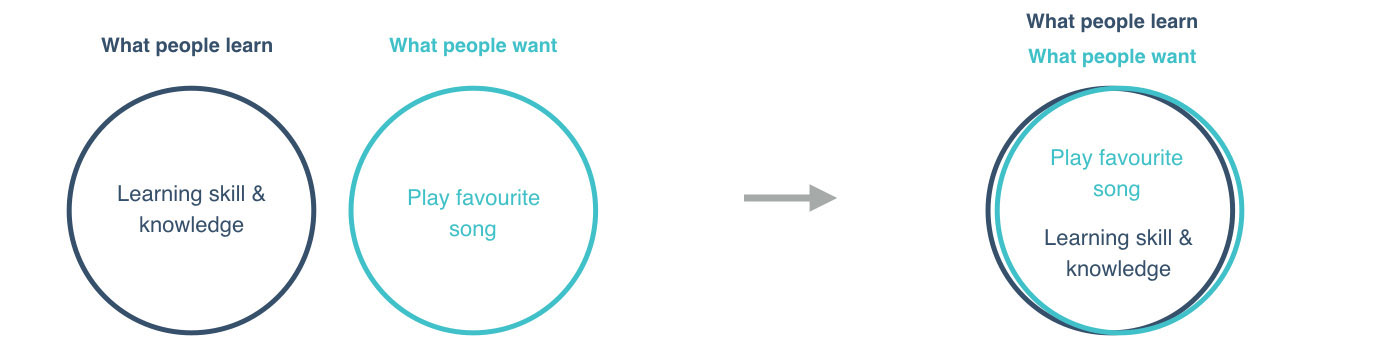 What people learn
What people want
Learning skill &
knowledge
Play favourite
song
What people learn
What people want
Play favourite
song
Learning skill &
knowledge